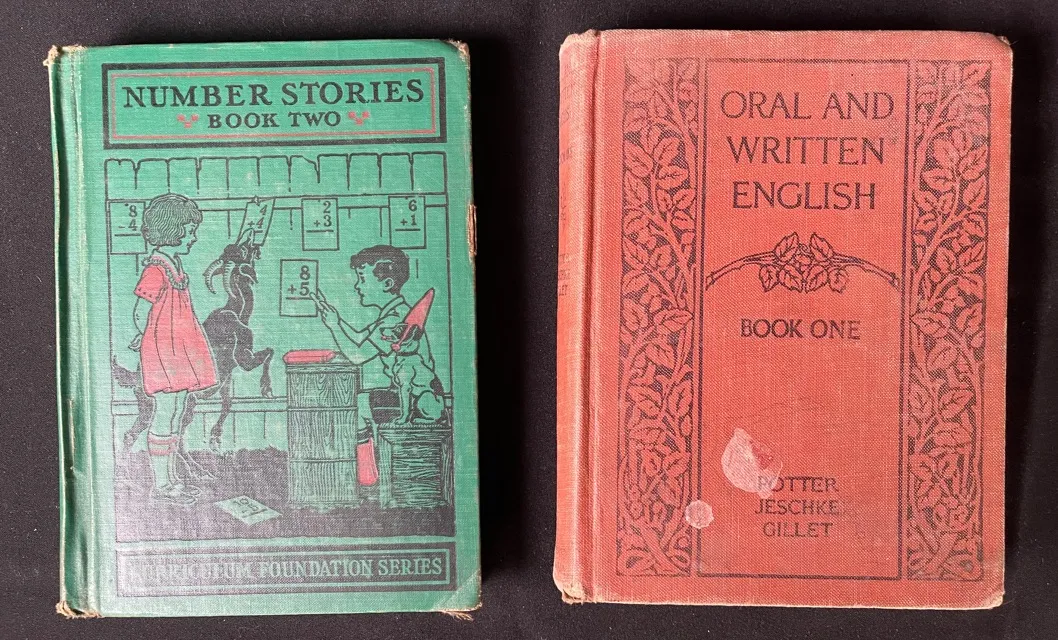 NUMBER STORIES
BOOK TWO
8
-4
4
+4
2
+3
6
+1
8
+5
CURRICULUM FOUNDATION SERIES
ORAL AND
WRITTEN
ENGLISH
BOOK ONE
POTTER
JESCHKE
GILLET